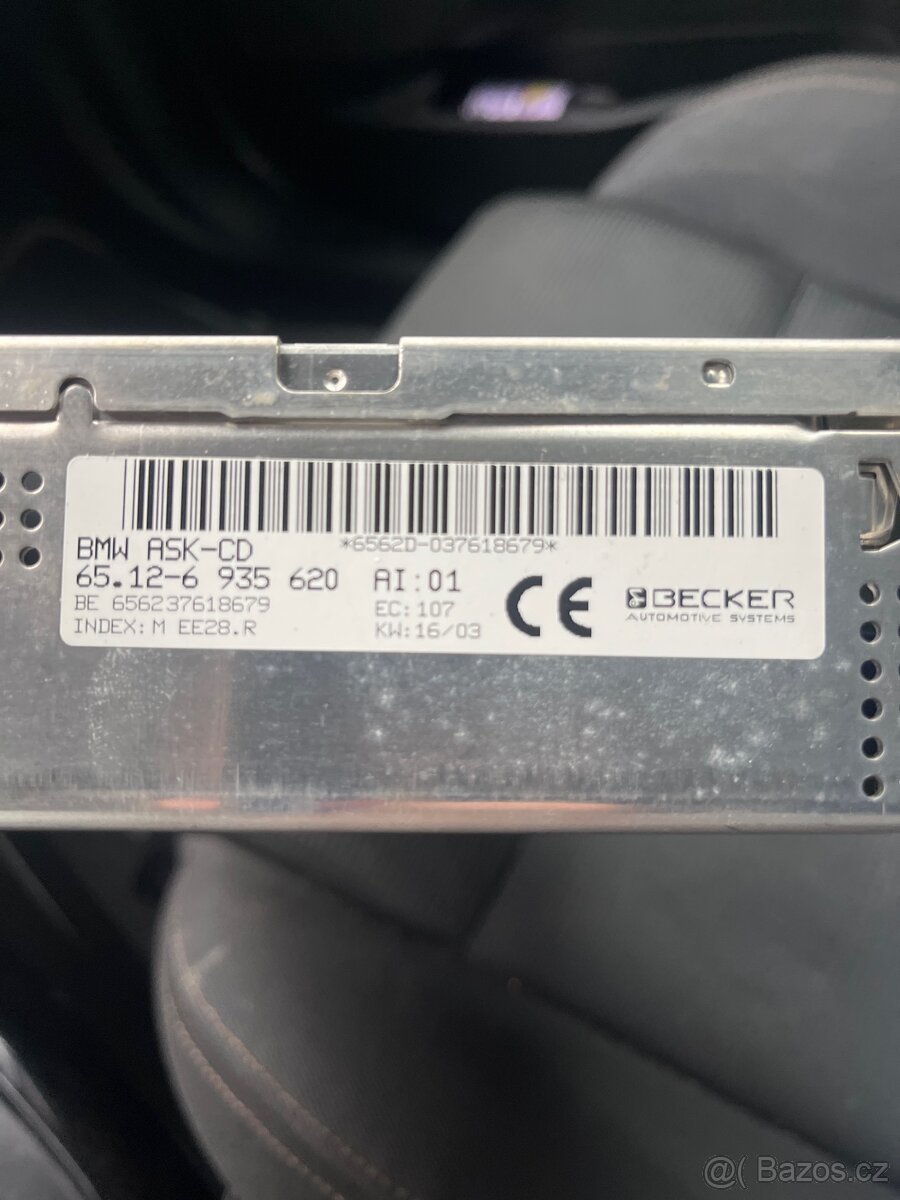 BMW ASK-CD *6562D-037618679*
65.12-6 935 620 AI:01
BE 656237618679 EC:107
INDEX:M EE28.R KW:16/03
CE
BECKER
AUTOMOTIVE SYSTEMS
@( Bazos.cz